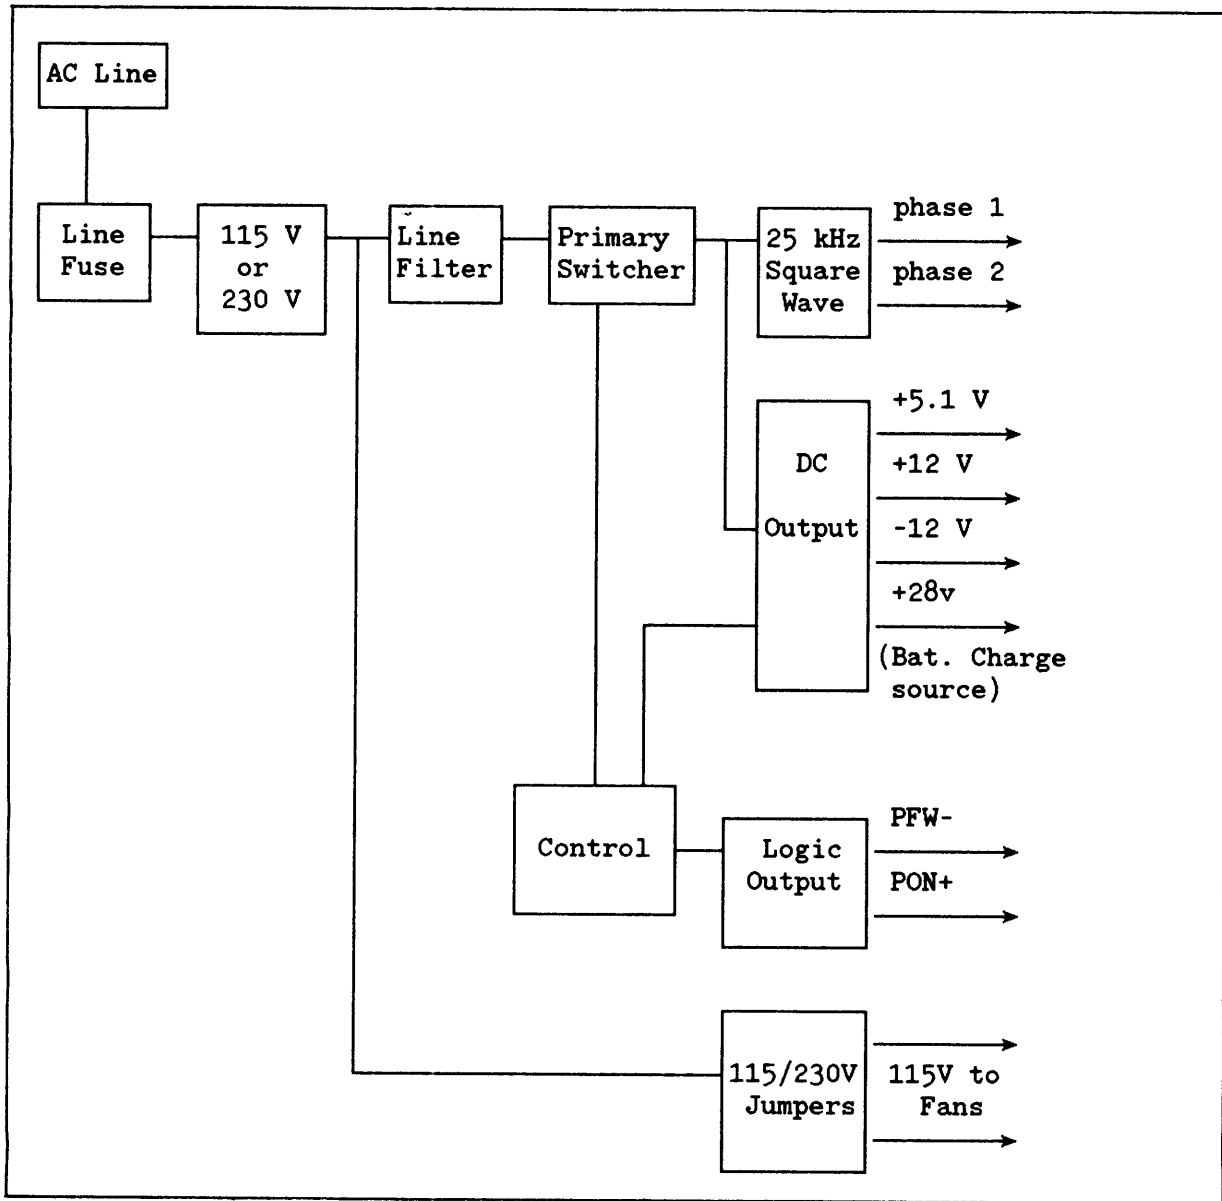 AC Line
Line
Fuse
115 V
or
230 V
Line
Filter
Primary
Switcher
25 kHz
Square
Wave
phase 1
phase 2
DC
Output
+5.1 V
+12 V
-12 V
+28v
(Bat. Charge
source)
Control
Logic
Output
PFW-
PON+
115/230V
Jumpers
115V to
Fans